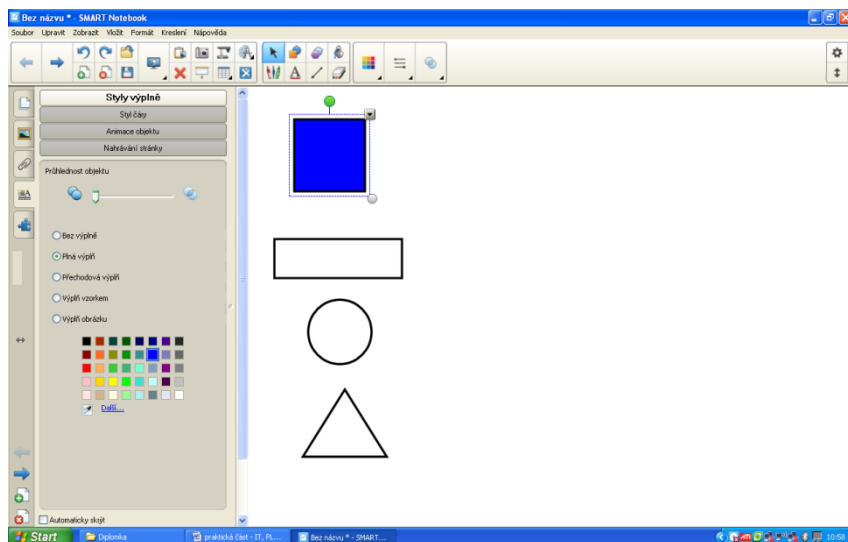 Bez názvu * - SMART Notebook
Soubor Upravit Zobrazit Vložit Formát Kreslení Nápověda
Styly výplně
Styl čáry
Animace objektu
Nahrávání stránky
Průhlednost objektu
Bez výplně
Plná výplň
Přechodová výplň
Výplň vzorkem
Výplň obrázku
Další...
Automaticky skrýt
Start
Diplomka
praktická část - IT, PL...
Bez názvu * - SMART...
10:58